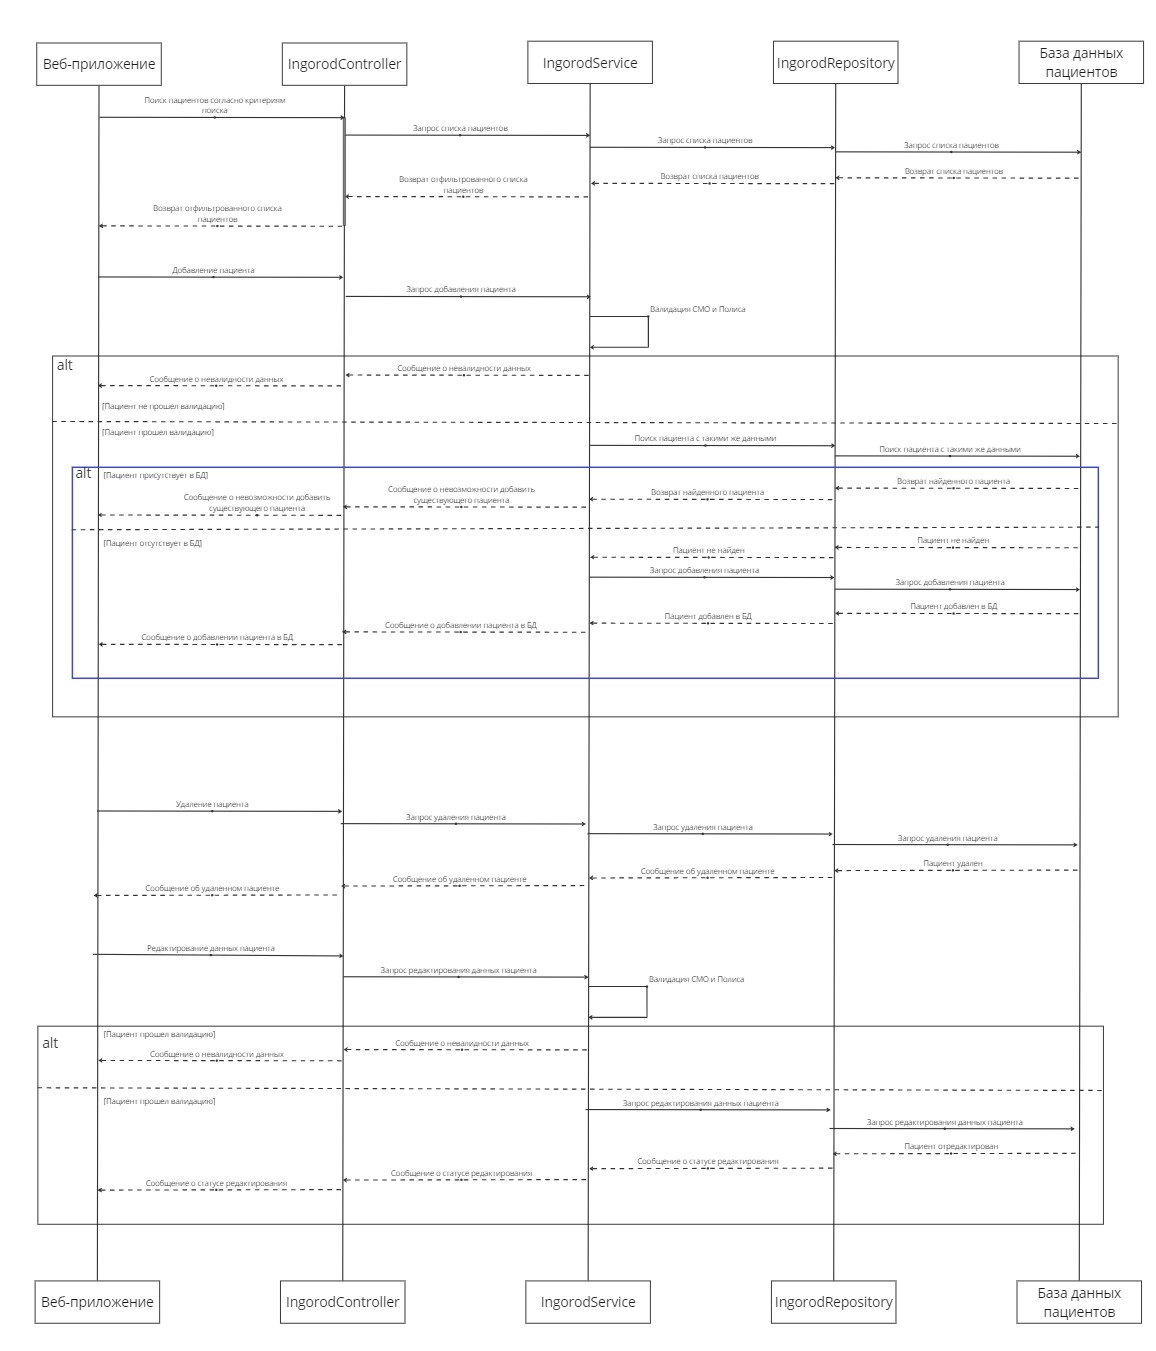 Веб-приложение
IngorodController
IngorodService
IngorodRepository
База данных
пациентов
Поиск пациентов согласно критериям
поиска
Запрос списка пациентов
Запрос списка пациентов
Запрос списка пациентов
Возврат списка пациентов
Возврат списка пациентов
Возврат отфильтрованного списка
пациентов
Возврат отфильтрованного списка
пациентов
Добавление пациента
Запрос добавления пациента
Валидация СМО и Полиса
alt
Сообщение о невалидности данных
Сообщение о невалидности данных
[Пациент не прошел валидацию]
[Пациент прошел валидацию]
Поиск пациента с такими же данными
Поиск пациента с такими же данными
alt
[Пациент присутствует в БД]
Возврат найденного пациента
Возврат найденного пациента
Сообщение о невозможности добавить
существующего пациента
Сообщение о невозможности добавить
существующего пациента
[Пациент отсутствует в БД]
Пациент не найден
Пациент не найден
Запрос добавления пациента
Запрос добавления пациента
Пациент добавлен в БД
Пациент добавлен в БД
Сообщение о добавлении пациента в БД
Сообщение о добавлении пациента в БД
Удаление пациента
Запрос удаления пациента
Запрос удаления пациента
Запрос удаления пациента
Пациент удален
Сообщение об удаленном пациенте
Сообщение об удаленном пациенте
Сообщение об удаленном пациенте
Редактирование данных пациента
Запрос редактирования данных пациента
Валидация СМО и Полиса
alt
[Пациент прошел валидацию]
Сообщение о невалидности данных
Сообщение о невалидности данных
[Пациент прошел валидацию]
Запрос редактирования данных пациента
Запрос редактирования данных пациента
Пациент отредактирован
Сообщение о статусе редактирования
Сообщение о статусе редактирования
Сообщение о статусе редактирования
Веб-приложение
IngorodController
IngorodService
IngorodRepository
База данных
пациентов